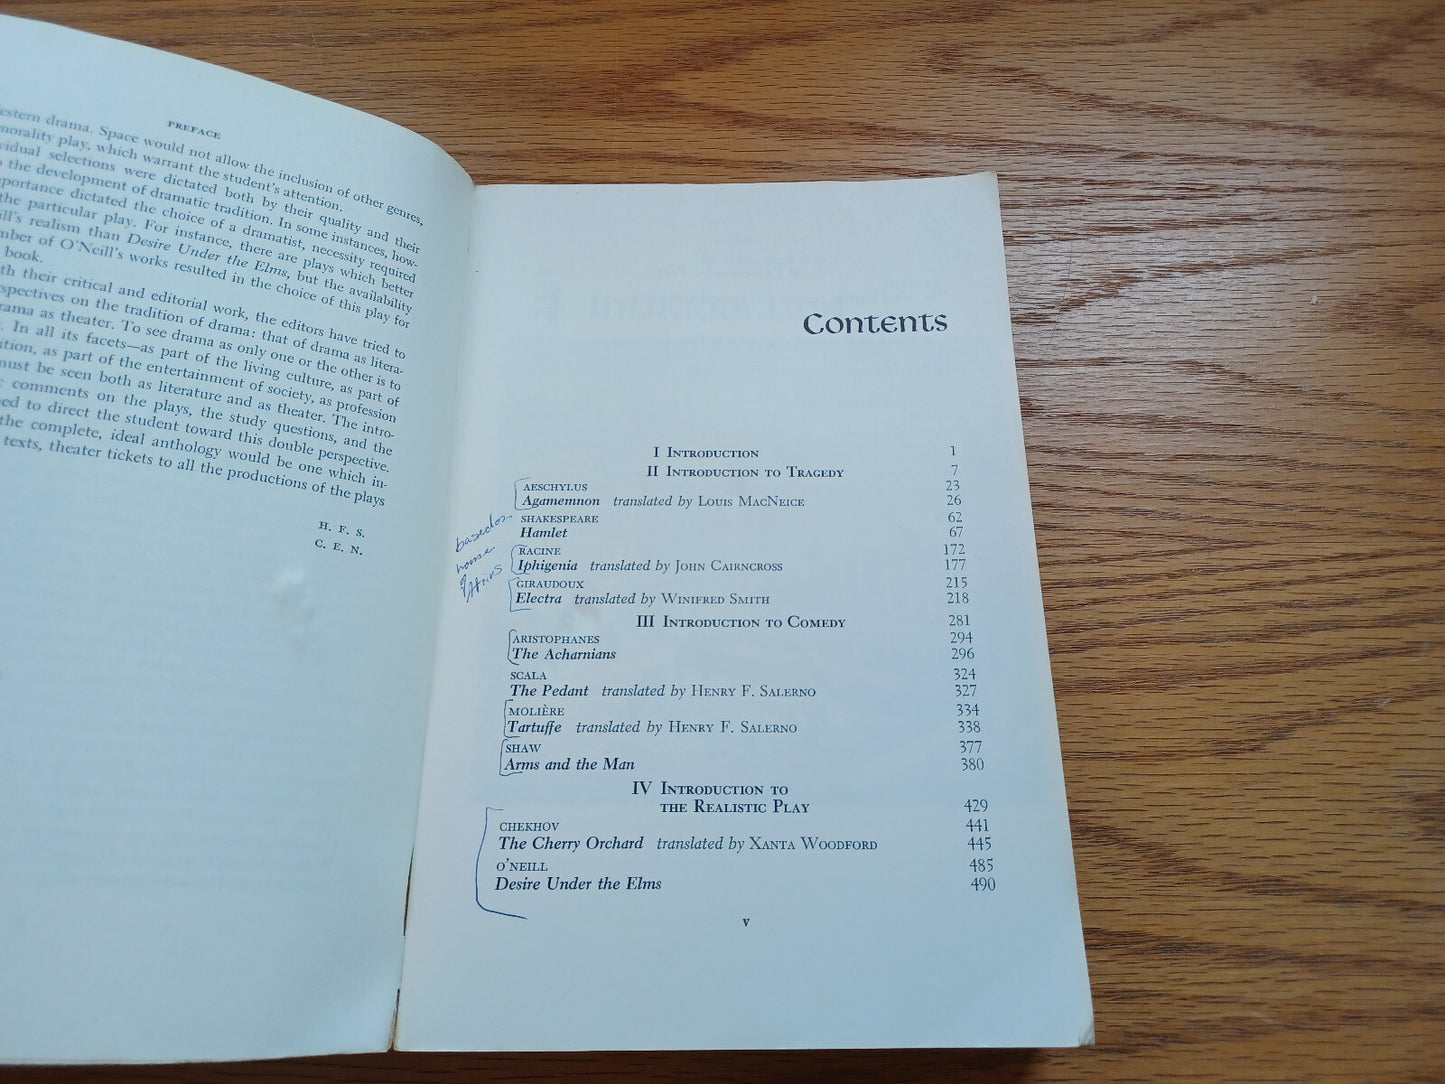 PREFACE
estern drama. Space would not allow the inclusion of other genres,
morality play, which warrant the student's attention.
vidual selections were dictated both by their quality and their
the development of dramatic tradition. In some instances, how-
portance dictated the choice of a dramatist, necessity required
the particular play. For instance, there are plays which better
ill's realism than Desire Under the Elms, but the availability
mber of O'Neill's works resulted in the choice of this play for
book.
th their critical and editorial work, the editors have tried to
spectives on the tradition of drama: that of drama as litera-
rama as theater. To see drama as only one or the other is to
. In all its facets—as part of the living culture, as part of
ition, as part of the entertainment of society, as profession
must be seen both as literature and as theater. The intro-
comments on the plays, the study questions, and the
ed to direct the student toward this double perspective.
the complete, ideal anthology would be one which in-
texts, theater tickets to all the productions of the plays
H. F. S.
C. E. N.
Contents
I INTRODUCTION 1
II INTRODUCTION TO TRAGEDY 7
AESCHYLUS 23
Agamemnon translated by LOUIS MACNEICE 26
SHAKESPEARE 62
Hamlet 67
RACINE 172
Iphigenia translated by JOHN CAIRNCROSS 177
GIRAUDOUX 215
Electra translated by WINIFRED SMITH 218
based on
house
of
III INTRODUCTION TO COMEDY 281
ARISTOPHANES 294
The Acharnians 296
SCALA 324
The Pedant translated by HENRY F. SALERNO 327
MOLIÈRE 334
Tartuffe translated by HENRY F. SALERNO 338
SHAW 377
Arms and the Man 380
IV INTRODUCTION TO
THE REALISTIC PLAY 429
CHEKHOV 441
The Cherry Orchard translated by XANTA WOODFORD 445
O'NEILL 485
Desire Under the Elms 490
v